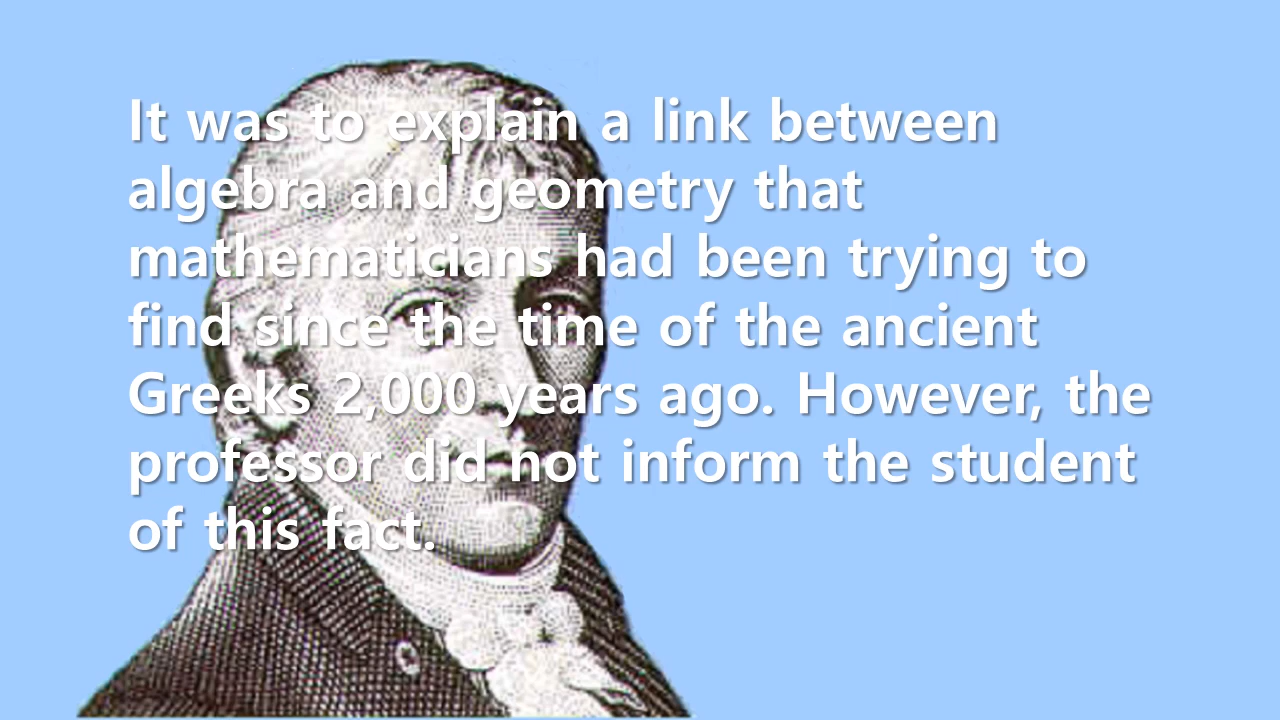 It was to explain a link between
algebra and geometry that
mathematicians had been trying to
find since the time of the ancient
Greeks 2,000 years ago. However, the
professor did not inform the student
of this fact.